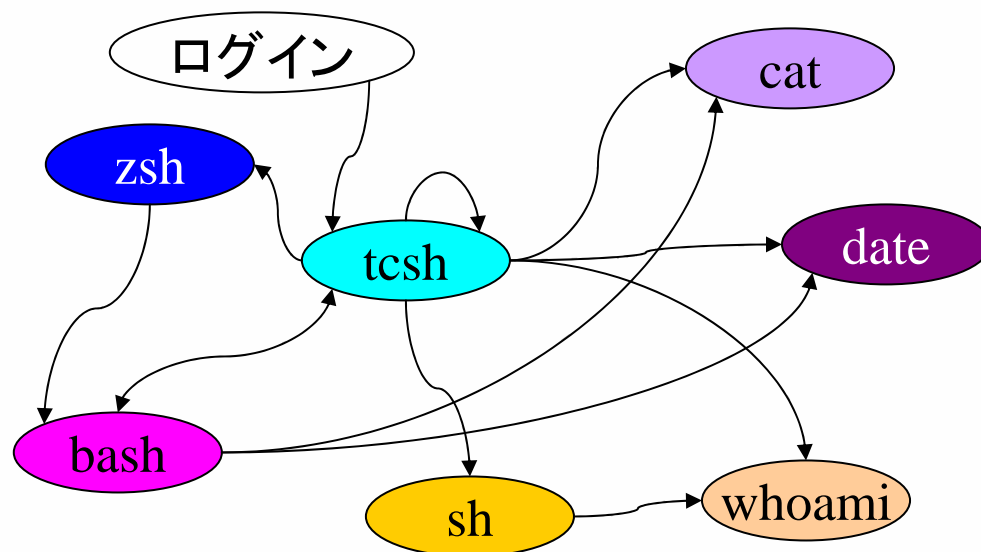 ログイン
cat
zsh
date
tcsh
bash
sh
whoami